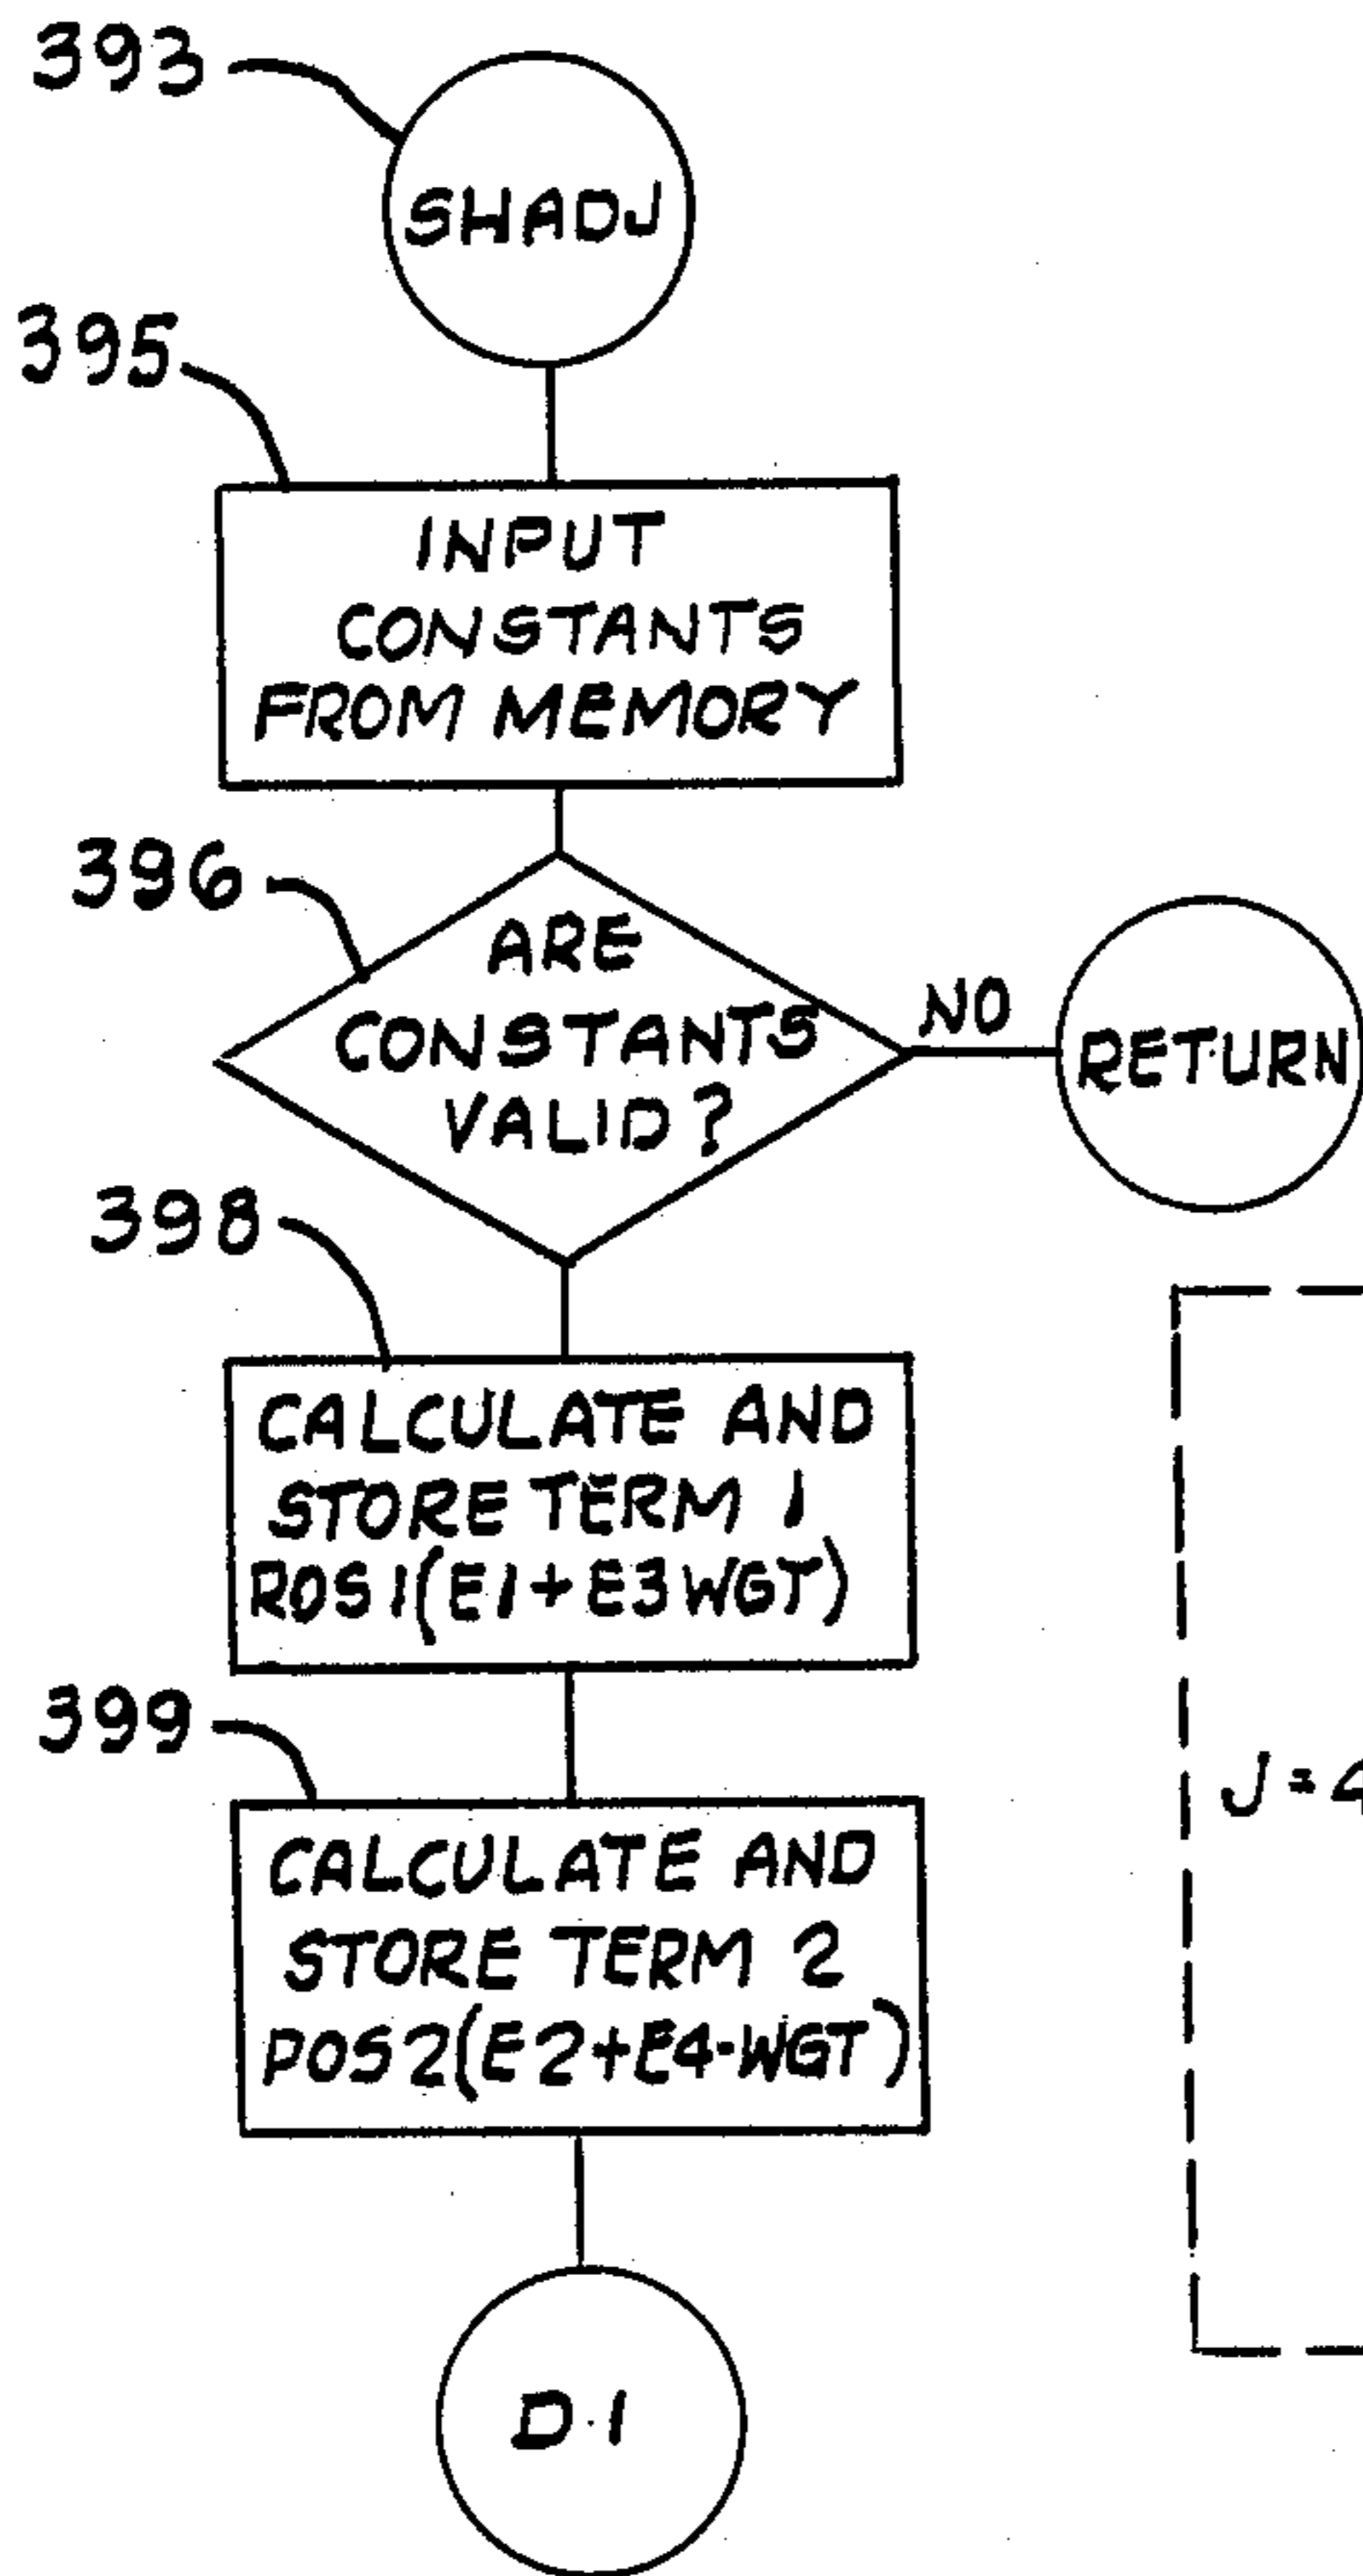 393
SHADJ
395
INPUT
CONSTANTS
FROM MEMORY
396
ARE
CONSTANTS
VALID?
NO
RETURN
398
CALCULATE AND
STORE TERM 1
ROS1(E1+E3WGT)
399
CALCULATE AND
STORE TERM 2
POS2(E2+E4·WGT)
J=4
D·1